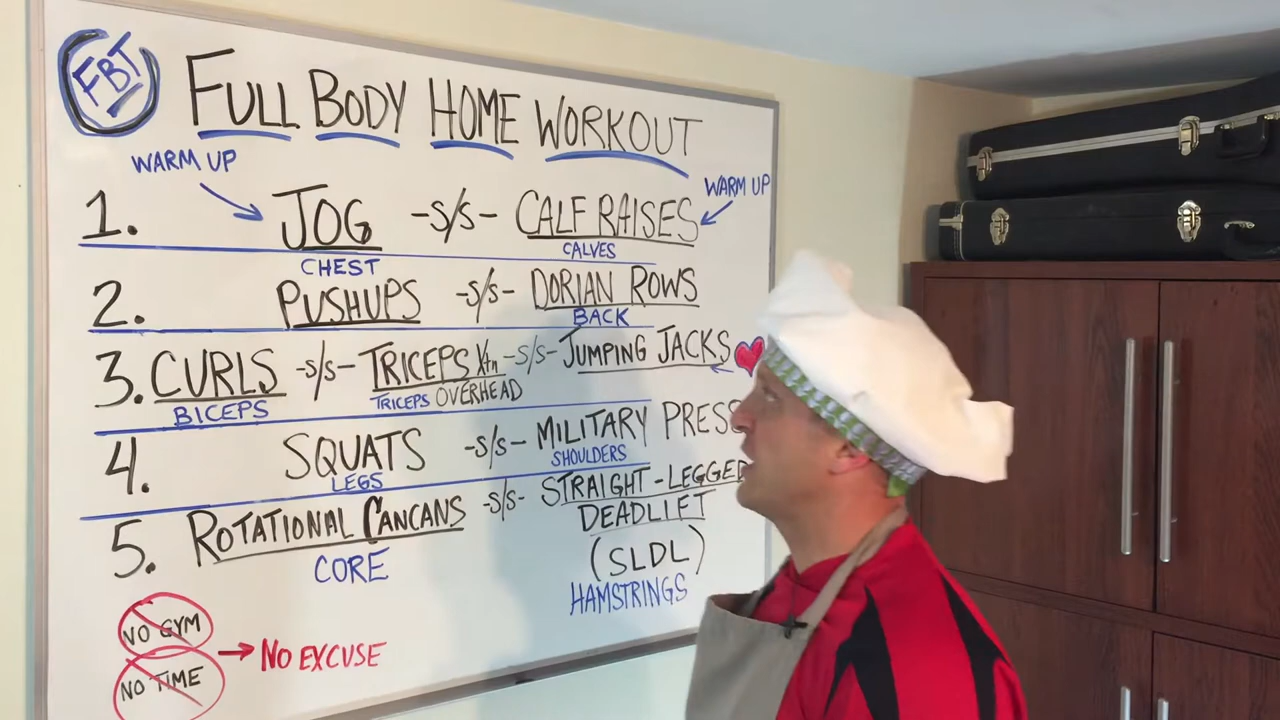 FBT
FULL BODY HOME WORKOUT
WARM UP
WARM UP
1. JOG -S/S- CALF RAISES
CALVES
CHEST
2. PUSHUPS -S/S- DORIAN ROWS
BACK
3. CURLS -S/S- TRICEPS Xtn -S/S- JUMPING JACKS
BICEPS TRICEPS OVERHEAD
4. SQUATS -S/S- MILITARY PRESS
LEGS SHOULDERS
5. ROTATIONAL CANCANS -S/S- STRAIGHT-LEGGED
DEADLIFT
CORE (SLDL)
HAMSTRINGS
NO GYM
NO TIME → NO EXCUSE